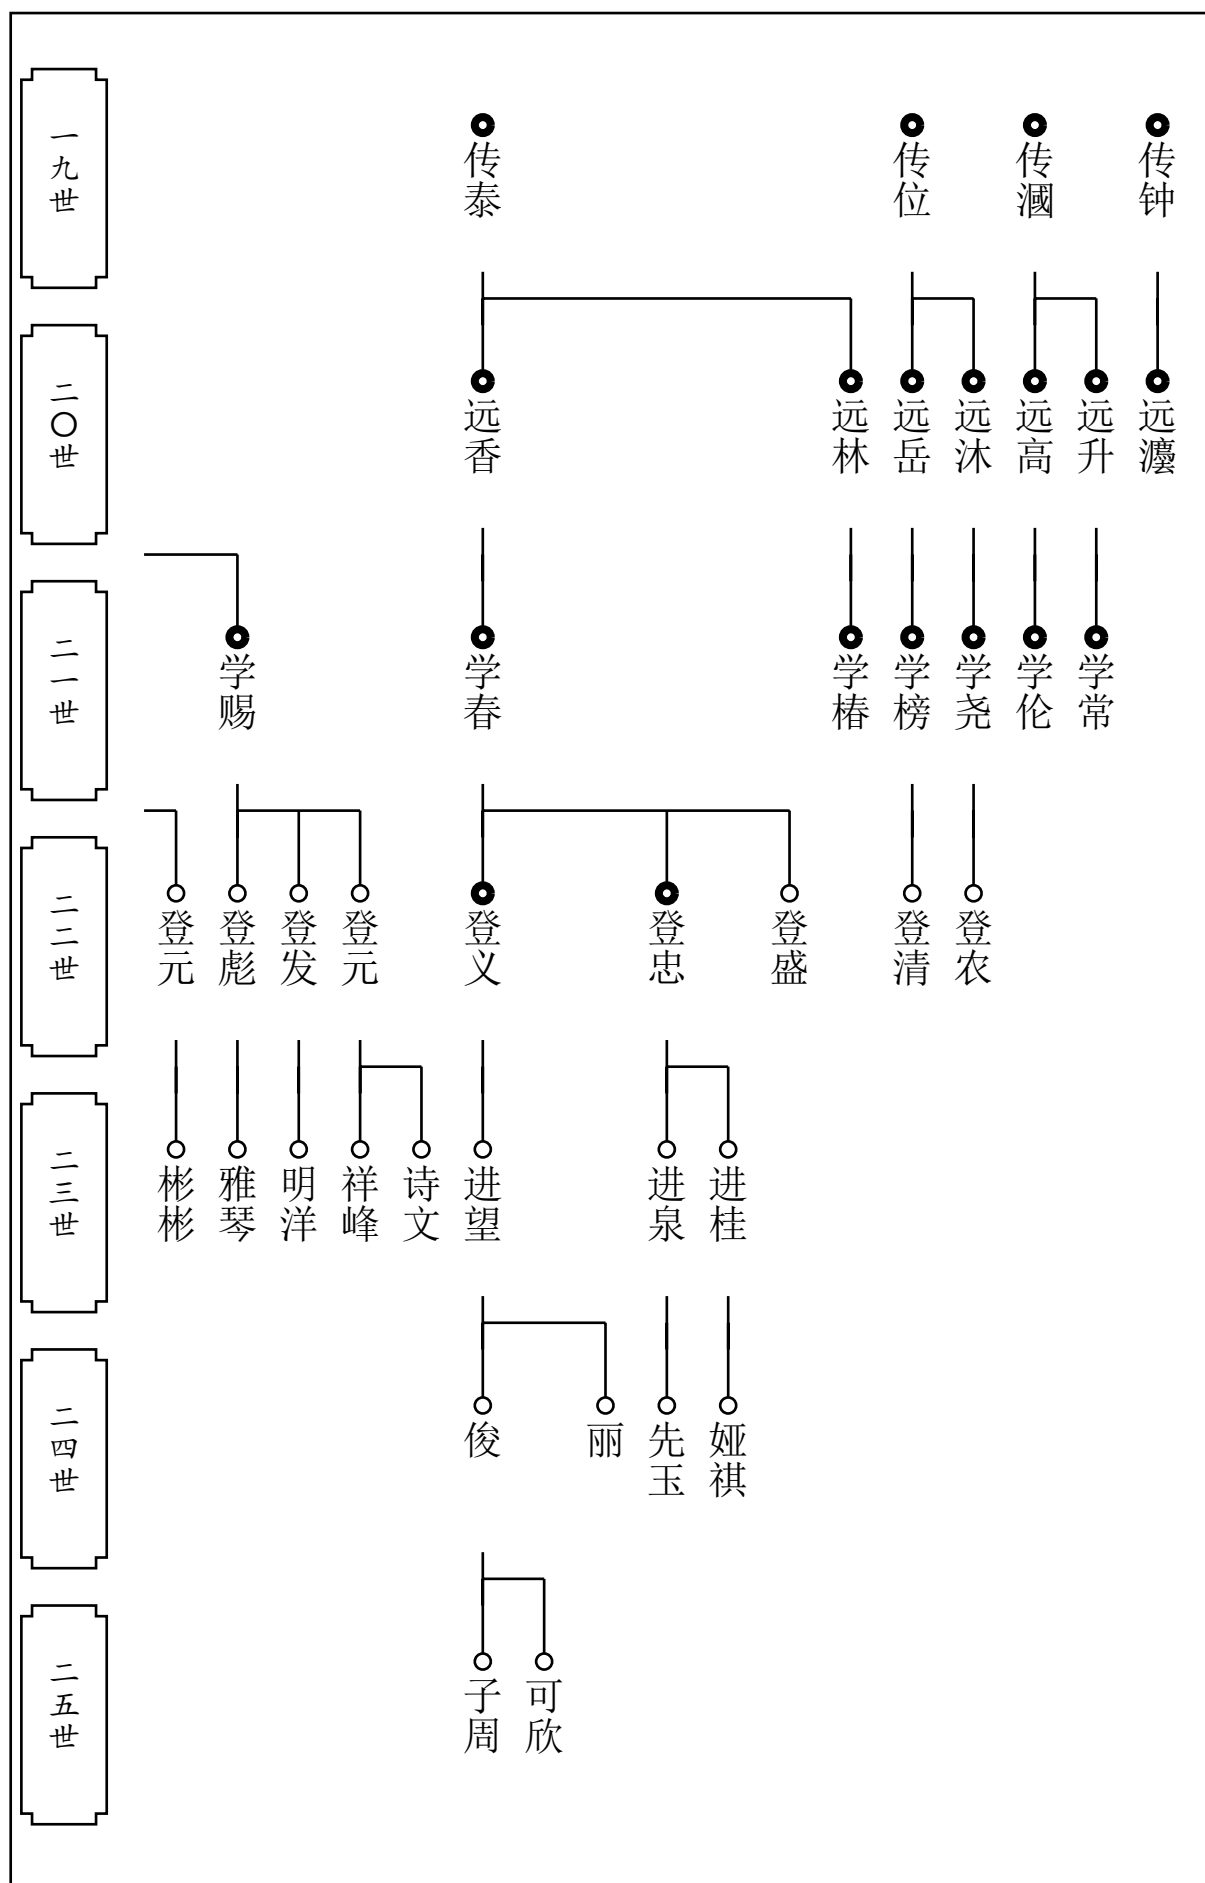 一九世
传钟
传漍
传位
传泰
二〇世
远灋
远升
远高
远沐
远岳
远林
远香
二一世
学常
学伦
学尧
学榜
学椿
学春
学赐
二二世
登农
登清
登盛
登忠
登义
登元
登发
登彪
登元
二三世
进桂
进泉
进望
诗文
祥峰
明洋
雅琴
彬彬
二四世
娅祺
先玉
丽
俊
二五世
可欣
子周